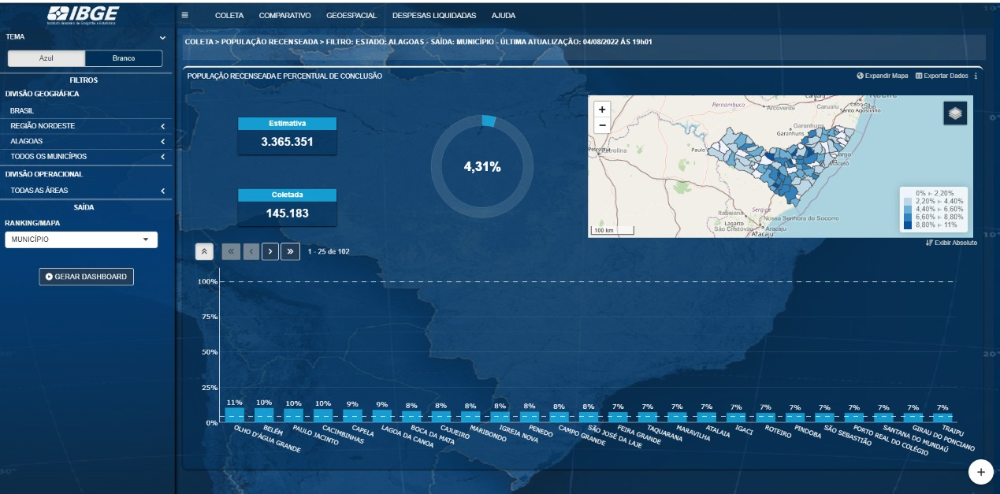 IBGE
Instituto Brasileiro de Geografia e Estatística
COLETA COMPARATIVO GEOESPACIAL DESPESAS LIQUIDADAS AJUDA
TEMA
Azul Branco
FILTROS
DIVISÃO GEOGRÁFICA
BRASIL
REGIÃO NORDESTE
ALAGOAS
TODOS OS MUNICÍPIOS
DIVISÃO OPERACIONAL
TODAS AS ÁREAS
SAÍDA
RANKING/MAPA
MUNICÍPIO
GERAR DASHBOARD
COLETA > POPULAÇÃO RECENSEADA > FILTRO: ESTADO: ALAGOAS - SAÍDA: MUNICÍPIO - ÚLTIMA ATUALIZAÇÃO: 04/08/2022 ÀS 19h01
POPULAÇÃO RECENSEADA E PERCENTUAL DE CONCLUSÃO
Expandir Mapa Exportar Dados i
Estimativa
3.365.351
Coletada
145.183
4,31%
+
−
Pernambuco
Arcoverde
Caruaru
Caruaru
Recife
Cabo de
Santo Agostinho
Garanhuns
Garanhuns
Petrolina
Paulo
Maceió
Itabaiana
Sergipe
Nossa Senhora do Socorro
Lagarto
São Cristóvão
Aracaju
Aracaju
100 km
0% ⊢ 2,20%
2,20% ⊢ 4,40%
4,40% ⊢ 6,60%
6,60% ⊢ 8,80%
8,80% ⊢ 11%
Exibir Absoluto
1 - 25 de 102
100%
75%
50%
25%
0%
11% 10% 10% 10% 9% 9% 8% 8% 8% 8% 8% 8% 8% 7% 7% 7% 7% 7% 7% 7% 7% 7% 7% 7% 7%
OLHO D'ÁGUA GRANDE
BELÉM
PAULO JACINTO
CACIMBINHAS
CAPELA
LAGOA DA CANOA
BOCA DA MATA
CAJUEIRO
MARIBONDO
IGREJA NOVA
PENEDO
CAMPO GRANDE
SÃO JOSÉ DA LAJE
FEIRA GRANDE
TAQUARANA
MARAVILHA
ATALAIA
IGACI
ROTEIRO
PINDOBA
SÃO SEBASTIÃO
PORTO REAL DO COLÉGIO
SANTANA DO MUNDAÚ
GIRAU DO PONCIANO
TRAIPU
+